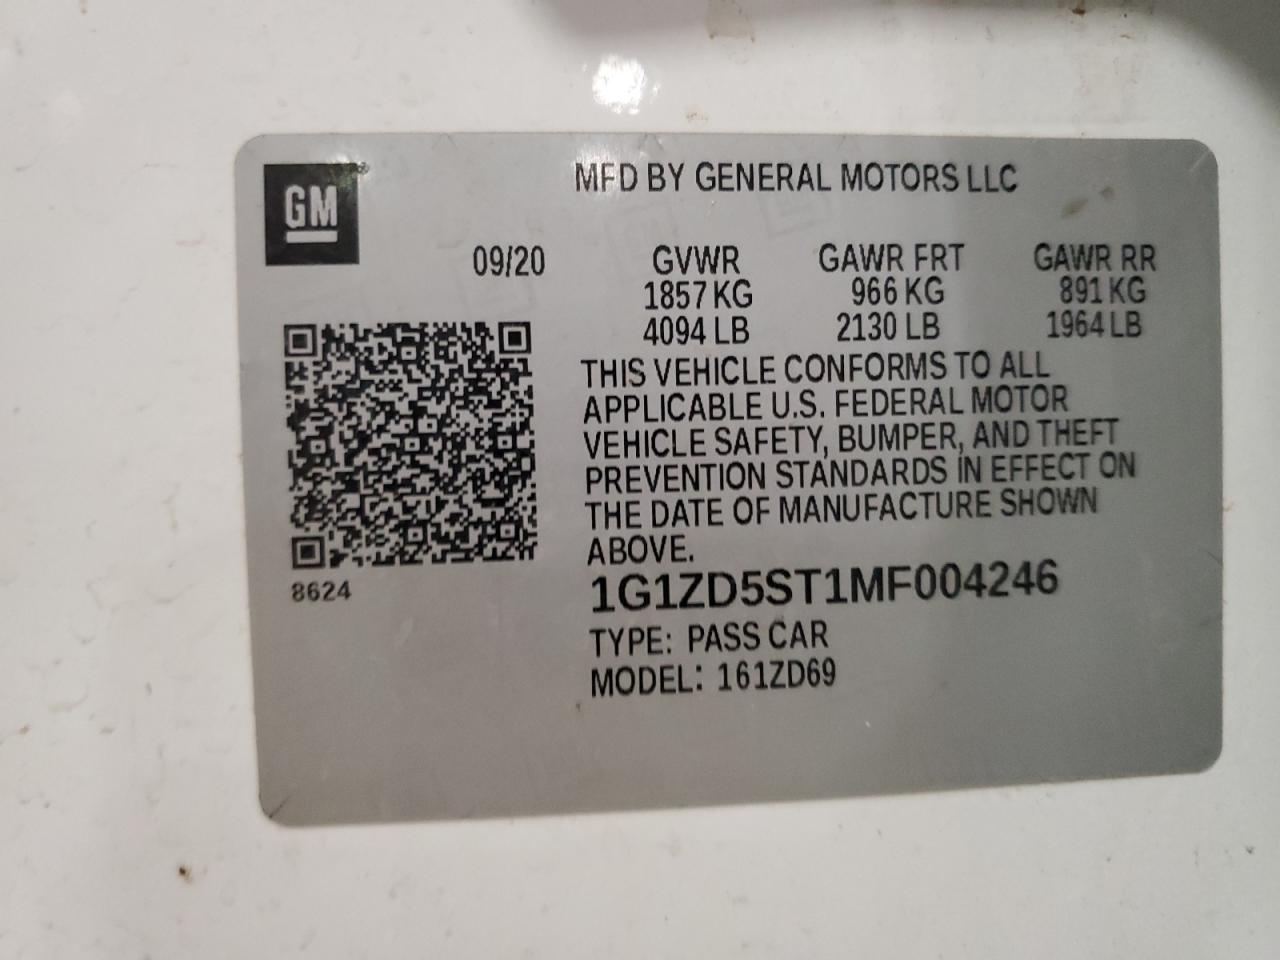 GM
MFD BY GENERAL MOTORS LLC
09/20 GVWR GAWR FRT GAWR RR
1857 KG 966 KG 891 KG
4094 LB 2130 LB 1964 LB
THIS VEHICLE CONFORMS TO ALL
APPLICABLE U.S. FEDERAL MOTOR
VEHICLE SAFETY, BUMPER, AND THEFT
PREVENTION STANDARDS IN EFFECT ON
THE DATE OF MANUFACTURE SHOWN
ABOVE.
8624
1G1ZD5ST1MF004246
TYPE: PASS CAR
MODEL: 161ZD69